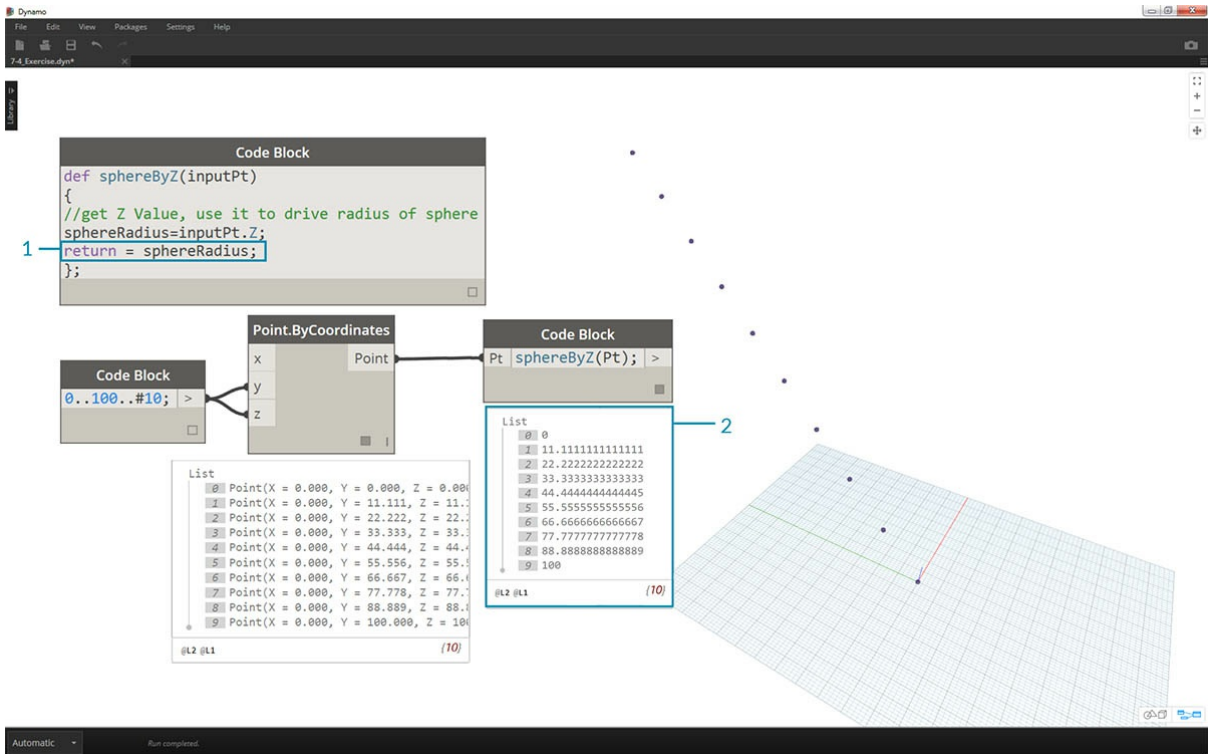 Dynamo
File Edit View Packages Settings Help
7-4_Exercise.dyn*
Library
Code Block
def sphereByZ(inputPt)
{
//get Z Value, use it to drive radius of sphere
sphereRadius=inputPt.Z;
1
return = sphereRadius;
};
Code Block
0..100..#10; >
Point.ByCoordinates
x Point
y
z
Code Block
Pt sphereByZ(Pt); >
List
0 Point(X = 0.000, Y = 0.000, Z = 0.000
1 Point(X = 0.000, Y = 11.111, Z = 11.1
2 Point(X = 0.000, Y = 22.222, Z = 22.2
3 Point(X = 0.000, Y = 33.333, Z = 33.3
4 Point(X = 0.000, Y = 44.444, Z = 44.4
5 Point(X = 0.000, Y = 55.556, Z = 55.5
6 Point(X = 0.000, Y = 66.667, Z = 66.6
7 Point(X = 0.000, Y = 77.778, Z = 77.7
8 Point(X = 0.000, Y = 88.889, Z = 88.8
9 Point(X = 0.000, Y = 100.000, Z = 100
@L2 @L1 {10}
2
List
0 0
1 11.1111111111111
2 22.2222222222222
3 33.3333333333333
4 44.4444444444445
5 55.5555555555556
6 66.6666666666667
7 77.7777777777778
8 88.8888888888889
9 100
@L2 @L1 {10}
Automatic Run completed.